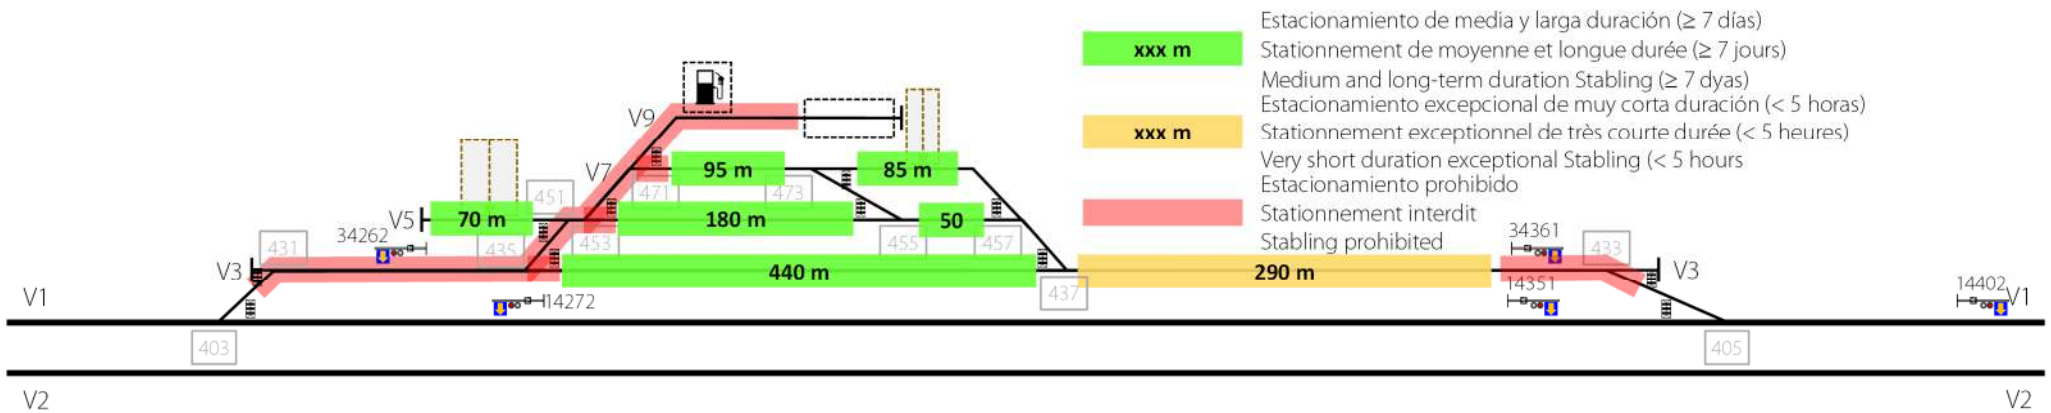 Estacionamiento de media y larga duración (≥ 7 días)
xxx m
Stationnement de moyenne et longue durée (≥ 7 jours)
Medium and long-term duration Stabling (≥ 7 dyas)
Estacionamiento excepcional de muy corta duración (< 5 horas)
xxx m
Stationnement exceptionnel de très courte durée (< 5 heures)
Very short duration exceptional Stabling (< 5 hours
Estacionamiento prohibido
Stationnement interdit
Stabling prohibited
V9
V7
95 m
85 m
451
471
473
V5
70 m
180 m
50
34262
431
435
453
455
457
34361
433
V3
440 m
290 m
V3
437
14272
14351
14402
V1
V1
403
405
V2
V2